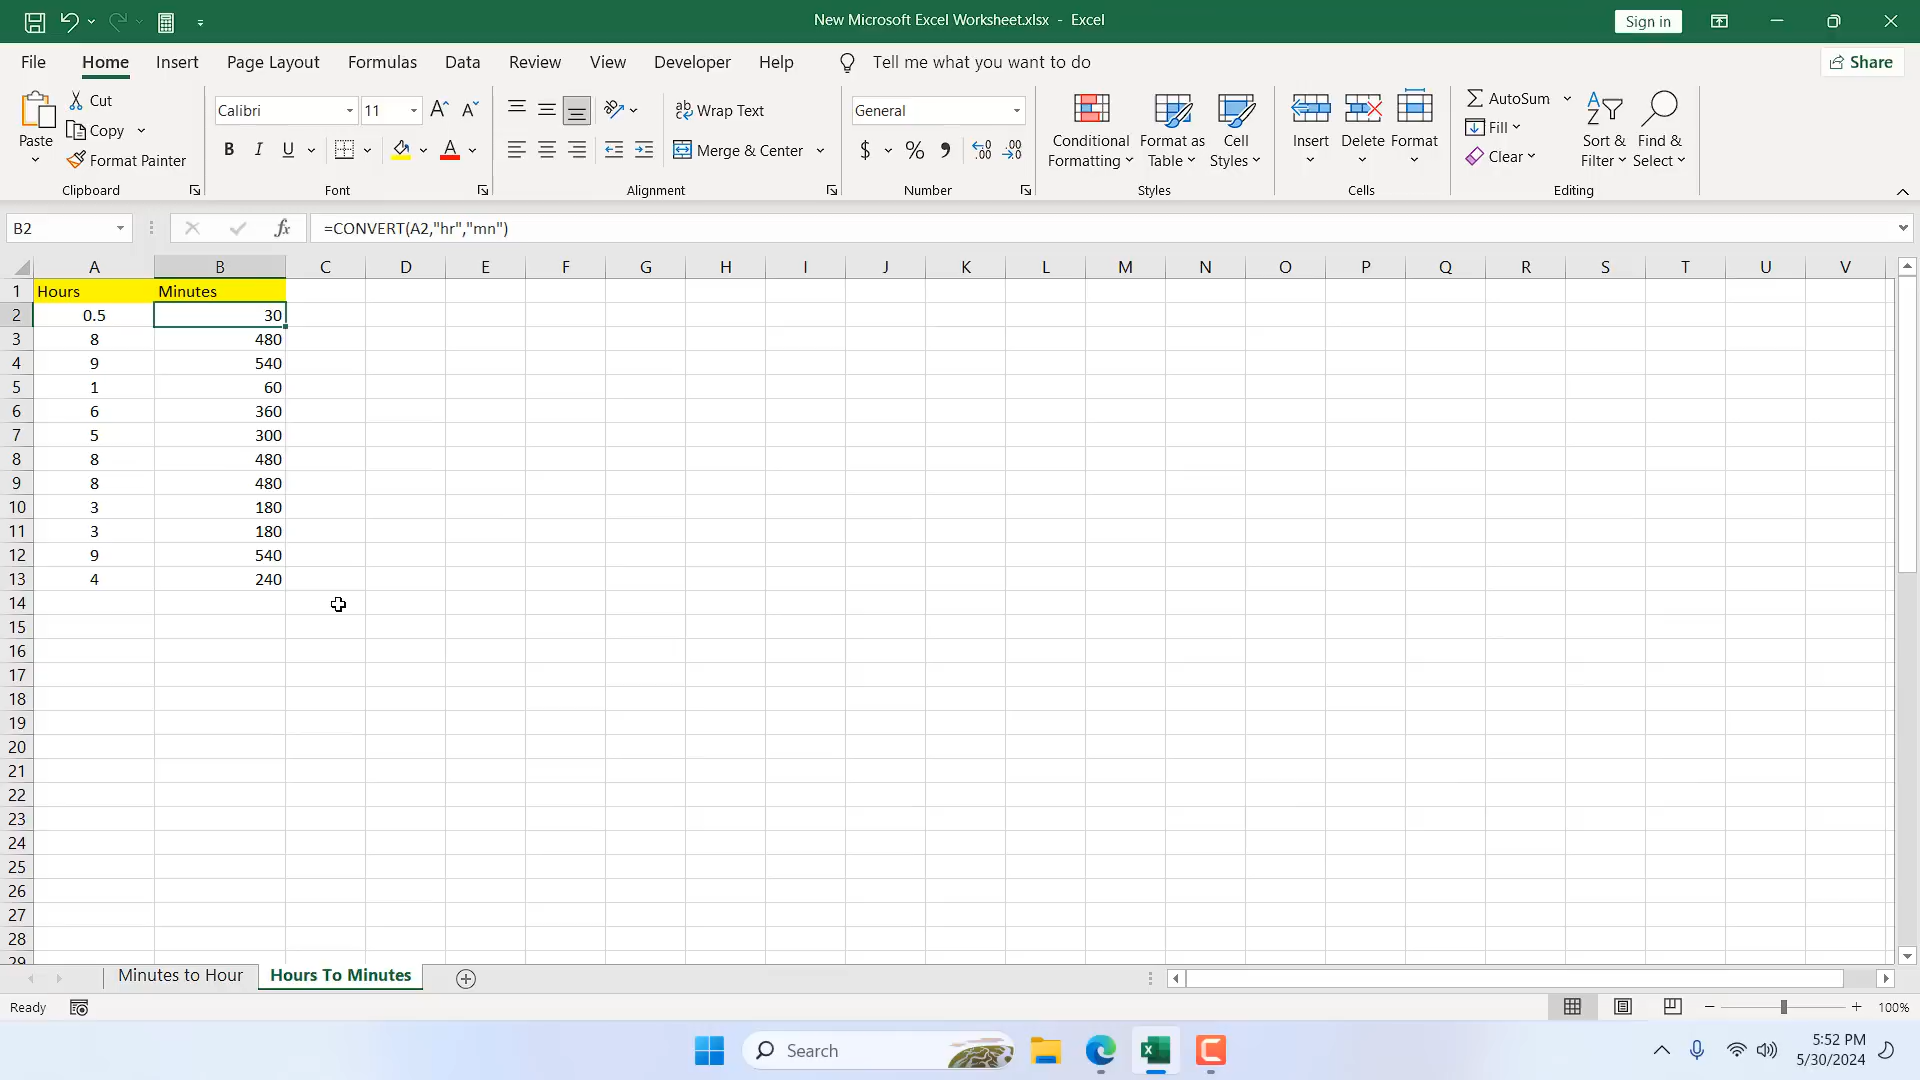 New Microsoft Excel Worksheet.xlsx - Excel
Sign in
File Home Insert Page Layout Formulas Data Review View Developer Help Tell me what you want to do
Share
Paste
Cut
Copy
Format Painter
Clipboard
Calibri 11
B I U A
Font
Wrap Text
Merge & Center
Alignment
General
$ % ,
Number
Conditional Formatting
Format as Table
Cell Styles
Styles
Insert Delete Format
Cells
AutoSum
Fill
Clear
Sort & Filter
Find & Select
Editing
B2 fx =CONVERT(A2,"hr","mn")
A B C D E F G H I J K L M N O P Q R S T U V
1 Hours Minutes
2 0.5 30
3 8 480
4 9 540
5 1 60
6 6 360
7 5 300
8 8 480
9 8 480
10 3 180
11 3 180
12 9 540
13 4 240
14
15
16
17
18
19
20
21
22
23
24
25
26
27
28
29
Minutes to Hour Hours To Minutes
Ready
100%
Search
5:52 PM
5/30/2024